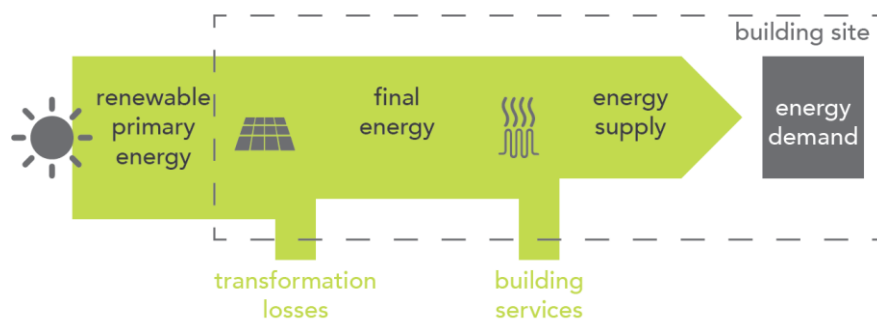 building site
renewable
primary
energy
final
energy
energy
supply
energy
demand
transformation
losses
building
services